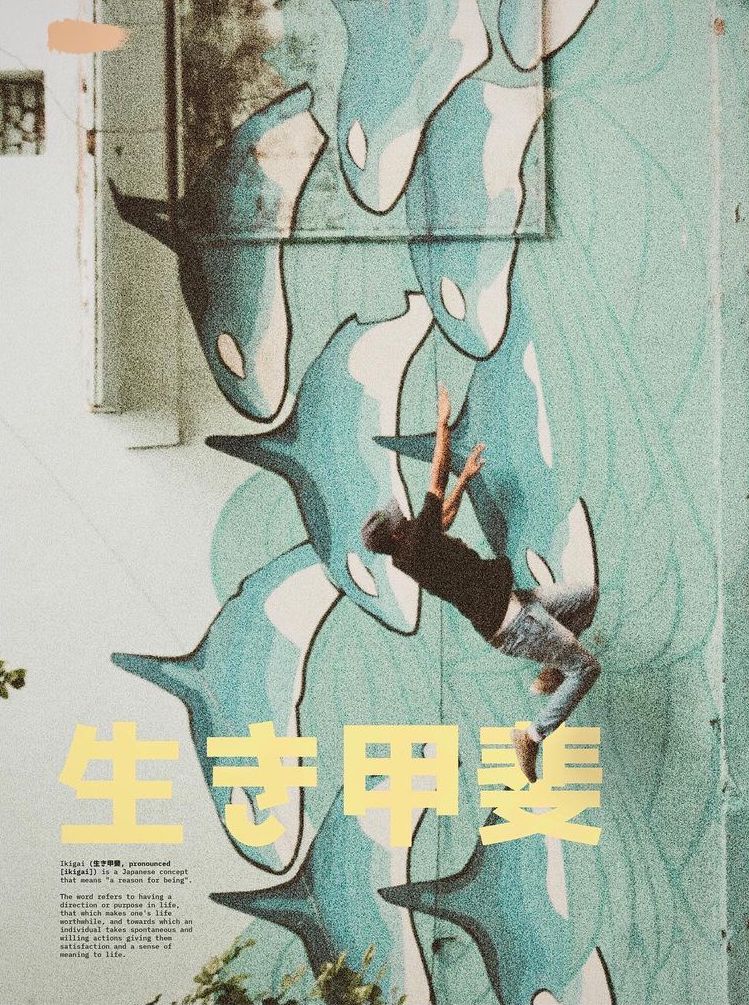 生き甲斐
Ikigai (生き甲斐, pronounced
[ikigai]) is a Japanese concept
that means "a reason for being".
The word refers to having a
direction or purpose in life,
that which makes one's life
worthwhile, and towards which an
individual takes spontaneous and
willing actions giving them
satisfaction and a sense of
meaning to life.